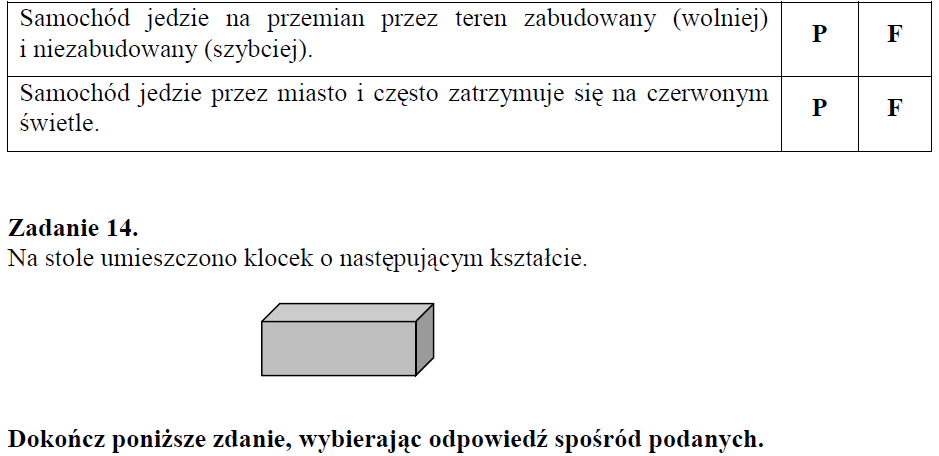 Samochód jedzie na przemian przez teren zabudowany (wolniej)
i niezabudowany (szybciej).
P
F
Samochód jedzie przez miasto i często zatrzymuje się na czerwonym
świetle.
P
F
Zadanie 14.
Na stole umieszczono klocek o następującym kształcie.
Dokończ poniższe zdanie, wybierając odpowiedź spośród podanych.